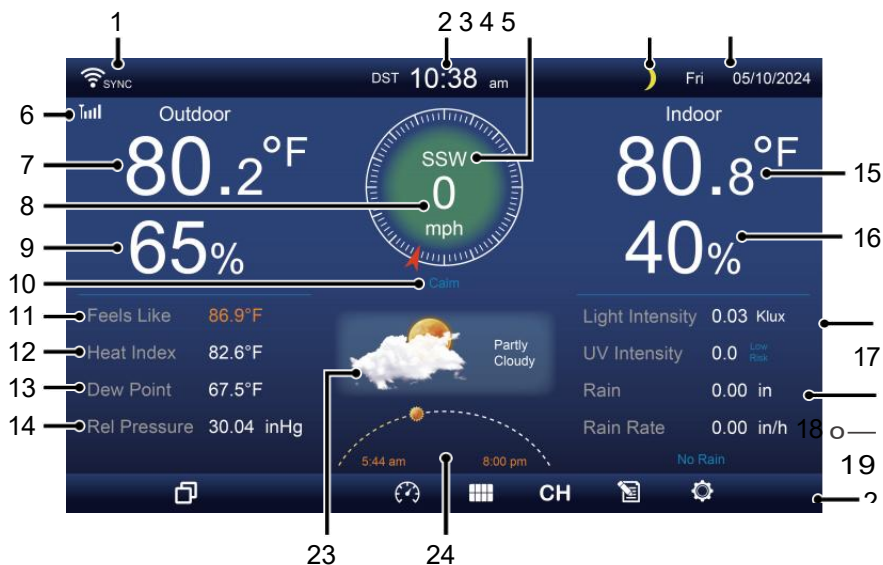 1 2 3 4 5
SYNC DST 10:38 am Fri 05/10/2024
6 Outdoor Indoor
7 80.2°F SSW 80.8°F 15
8 0
mph
9 65% 40% 16
10 Calm
11 Feels Like 86.9°F Light Intensity 0.03 Klux
12 Heat Index 82.6°F Partly Cloudy UV Intensity 0.0 Low Risk 17
13 Dew Point 67.5°F Rain 0.00 in
14 Rel Pressure 30.04 inHg Rain Rate 0.00 in/h 18
5:44 am 8:00 pm No Rain 19
CH
23 24